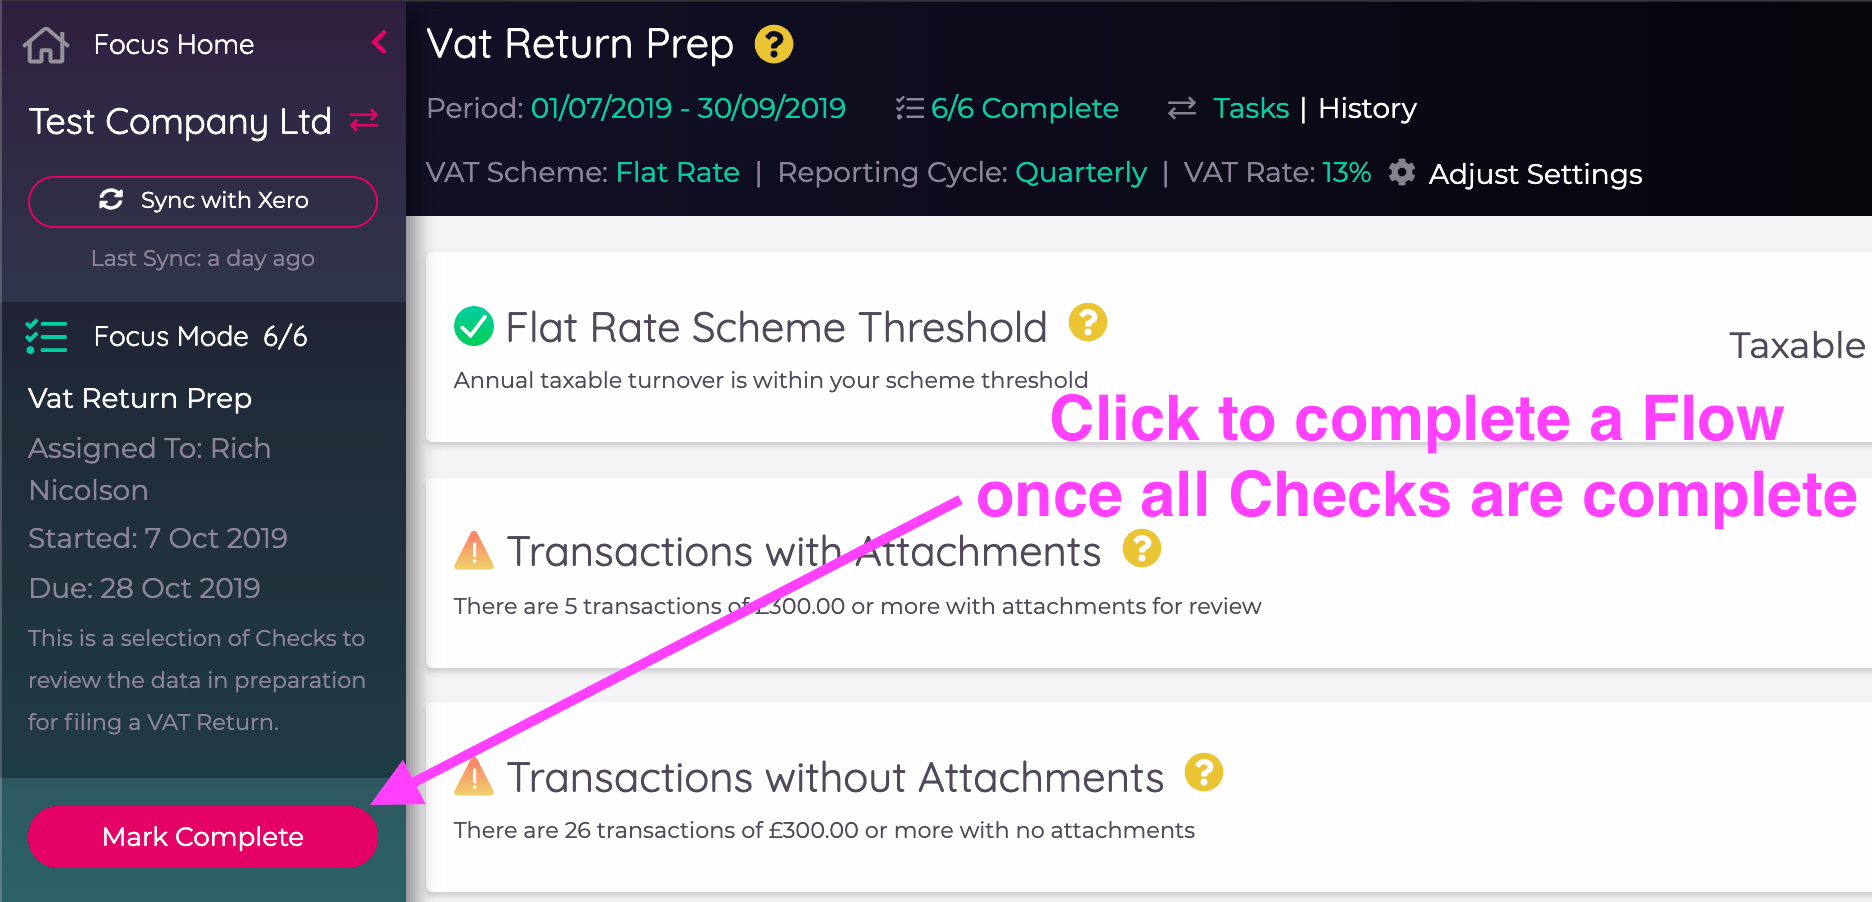 Focus Home
Test Company Ltd
Sync with Xero
Last Sync: a day ago
Focus Mode 6/6
Vat Return Prep
Assigned To: Rich
Nicolson
Started: 7 Oct 2019
Due: 28 Oct 2019
This is a selection of Checks to
review the data in preparation
for filing a VAT Return.
Mark Complete
Vat Return Prep ?
Period: 01/07/2019 - 30/09/2019 6/6 Complete Tasks | History
VAT Scheme: Flat Rate | Reporting Cycle: Quarterly | VAT Rate: 13% Adjust Settings
Flat Rate Scheme Threshold ?
Taxable
Annual taxable turnover is within your scheme threshold
Click to complete a Flow
once all Checks are complete
! Transactions with Attachments ?
There are 5 transactions of £300.00 or more with attachments for review
! Transactions without Attachments ?
There are 26 transactions of £300.00 or more with no attachments